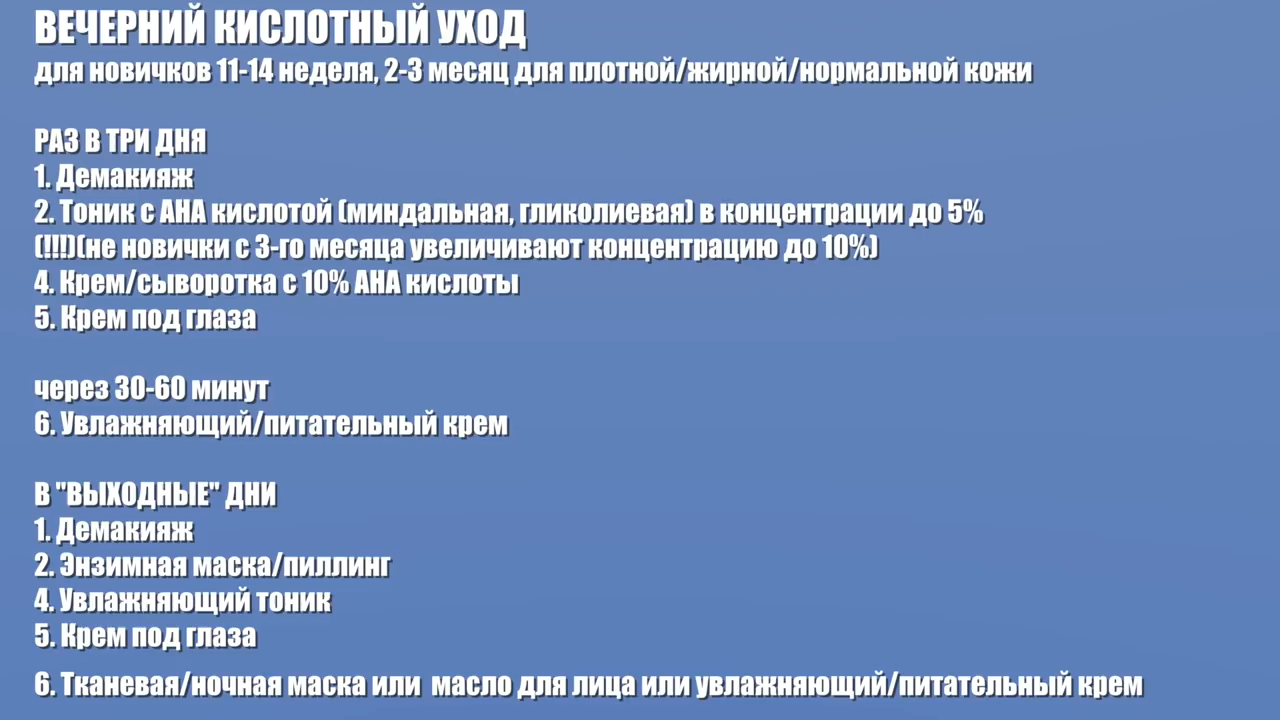 ВЕЧЕРНИЙ КИСЛОТНЫЙ УХОД
для новичков 11-14 неделя, 2-3 месяц для плотной/жирной/нормальной кожи
РАЗ В ТРИ ДНЯ
1. Демакияж
2. Тоник с АНА кислотой (миндальная, гликолиевая) в концентрации до 5%
(!!!)(не новички с 3-го месяца увеличивают концентрацию до 10%)
4. Крем/сыворотка с 10% АНА кислоты
5. Крем под глаза
через 30-60 минут
6. Увлажняющий/питательный крем
В "ВЫХОДНЫЕ" ДНИ
1. Демакияж
2. Энзимная маска/пиллинг
4. Увлажняющий тоник
5. Крем под глаза
6. Тканевая/ночная маска или  масло для лица или увлажняющий/питательный крем